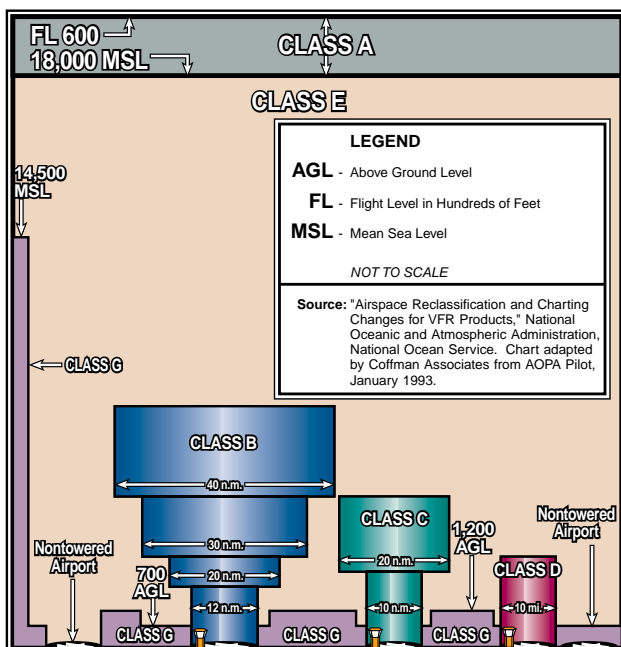 FL 600
18,000 MSL
CLASS A
CLASS E
LEGEND
AGL - Above Ground Level
FL - Flight Level in Hundreds of Feet
MSL - Mean Sea Level
NOT TO SCALE
Source: "Airspace Reclassification and Charting
Changes for VFR Products," National
Oceanic and Atmospheric Administration,
National Ocean Service. Chart adapted
by Coffman Associates from AOPA Pilot,
January 1993.
14,500
MSL
CLASS G
CLASS B
40 n.m.
30 n.m.
20 n.m.
12 n.m.
CLASS C
20 n.m.
10 n.m.
1,200
AGL
CLASS D
10 mi.
Nontowered
Airport
Nontowered
Airport
700
AGL
CLASS G
CLASS G
CLASS G